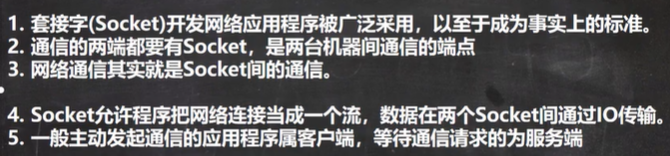 1. 套接字(Socket)开发网络应用程序被广泛采用，以至于成为事实上的标准。
2. 通信的两端都要有Socket，是两台机器间通信的端点
3. 网络通信其实就是Socket间的通信。
4. Socket允许程序把网络连接当成一个流，数据在两个Socket间通过IO传输。
5. 一般主动发起通信的应用程序属客户端，等待通信请求的为服务端